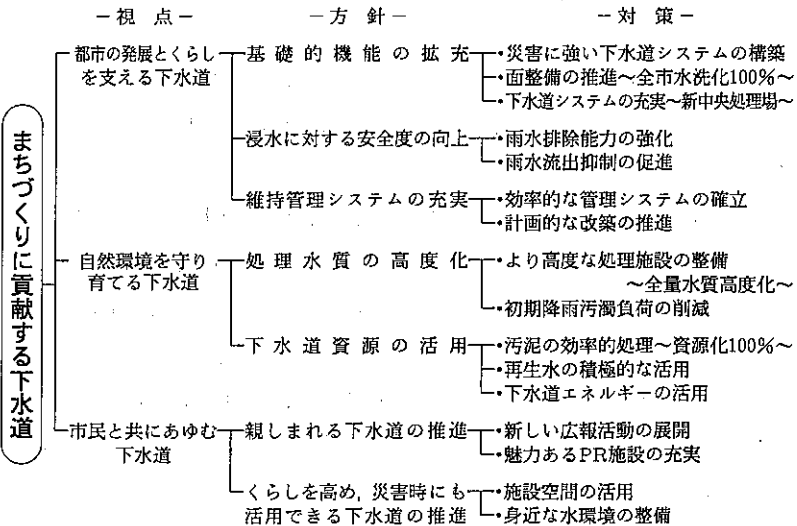 －視 点－ －方 針－ －対 策－
まちづくりに貢献する下水道
都市の発展とくらし
を支える下水道
基礎的機能の拡充
・災害に強い下水道システムの構築
・面整備の推進～全市水洗化100％～
・下水道システムの充実～新中央処理場～
浸水に対する安全度の向上
・雨水排除能力の強化
・雨水流出抑制の促進
維持管理システムの充実
・効率的な管理システムの確立
・計画的な改築の推進
自然環境を守り
育てる下水道
処理水質の高度化
・より高度な処理施設の整備
～全量水質高度化～
・初期降雨汚濁負荷の削減
下水道資源の活用
・汚泥の効率的処理～資源化100％～
・再生水の積極的な活用
・下水道エネルギーの活用
市民と共にあゆむ
下水道
親しまれる下水道の推進
・新しい広報活動の展開
・魅力あるPR施設の充実
くらしを高め，災害時にも
活用できる下水道の推進
・施設空間の活用
・身近な水環境の整備